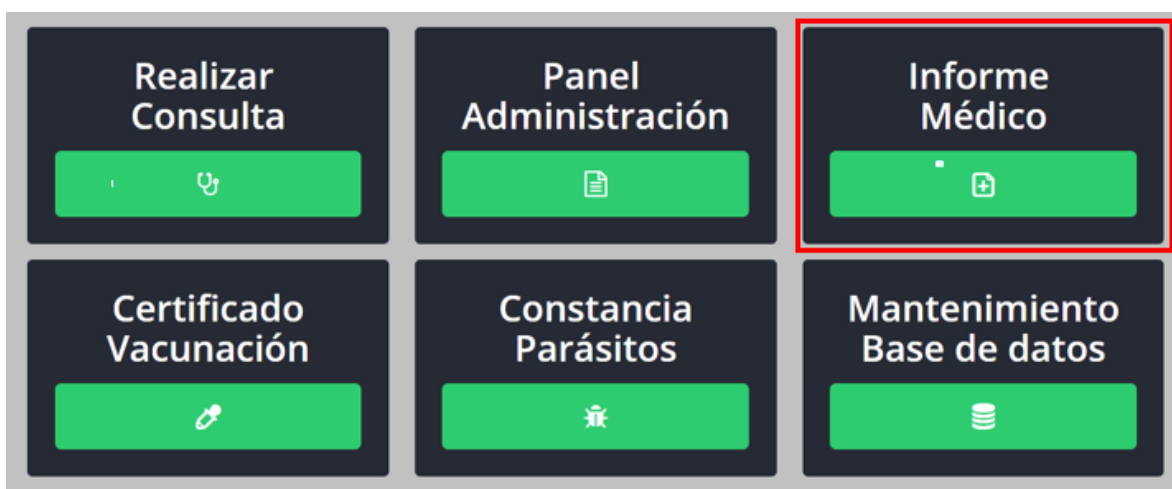 Realizar
Consulta
Panel
Administración
Informe
Médico
Certificado
Vacunación
Constancia
Parásitos
Mantenimiento
Base de datos